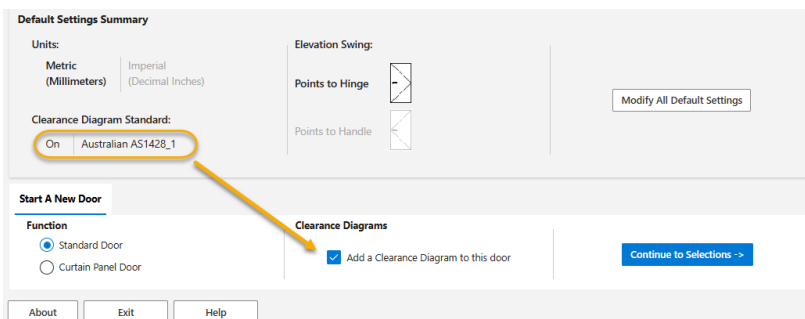 Default Settings Summary
Units:
Metric
(Millimeters)
Imperial
(Decimal Inches)
Clearance Diagram Standard:
On
Australian AS1428_1
Elevation Swing:
Points to Hinge
Points to Handle
Modify All Default Settings
Start A New Door
Function
Standard Door
Curtain Panel Door
Clearance Diagrams
Add a Clearance Diagram to this door
Continue to Selections ->
About
Exit
Help